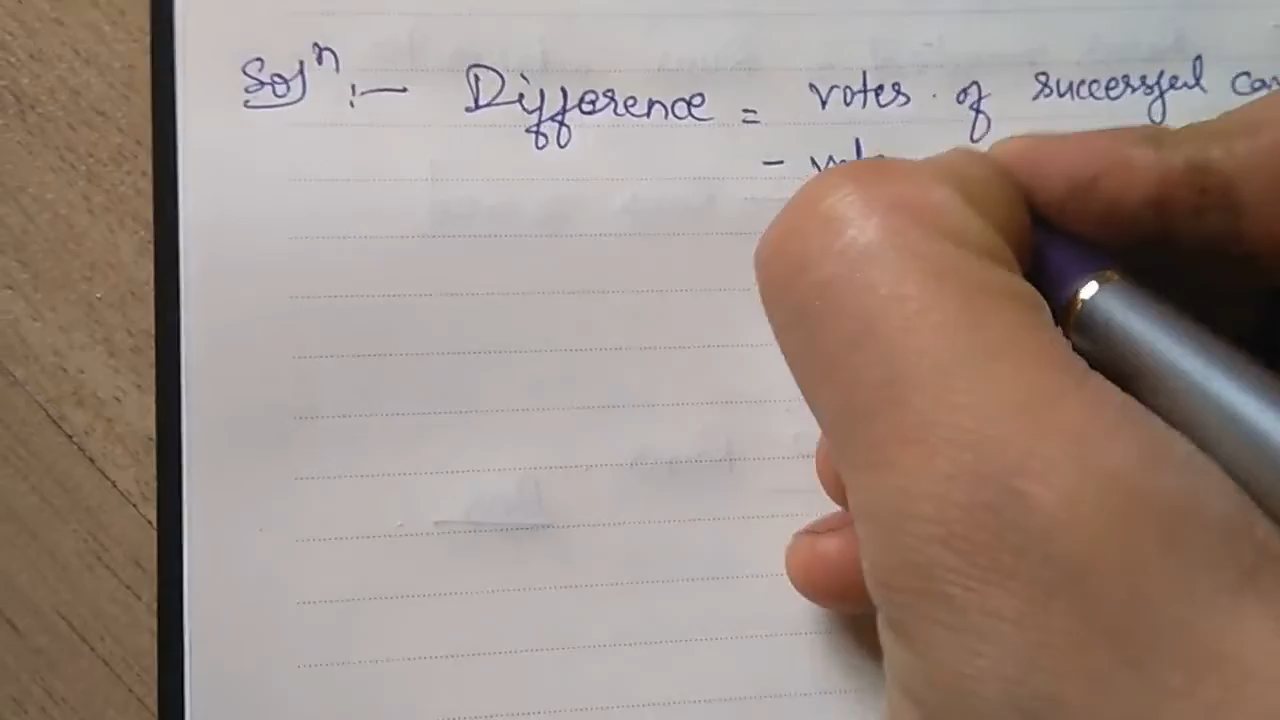 Solⁿ :- Difference = votes of successful
-